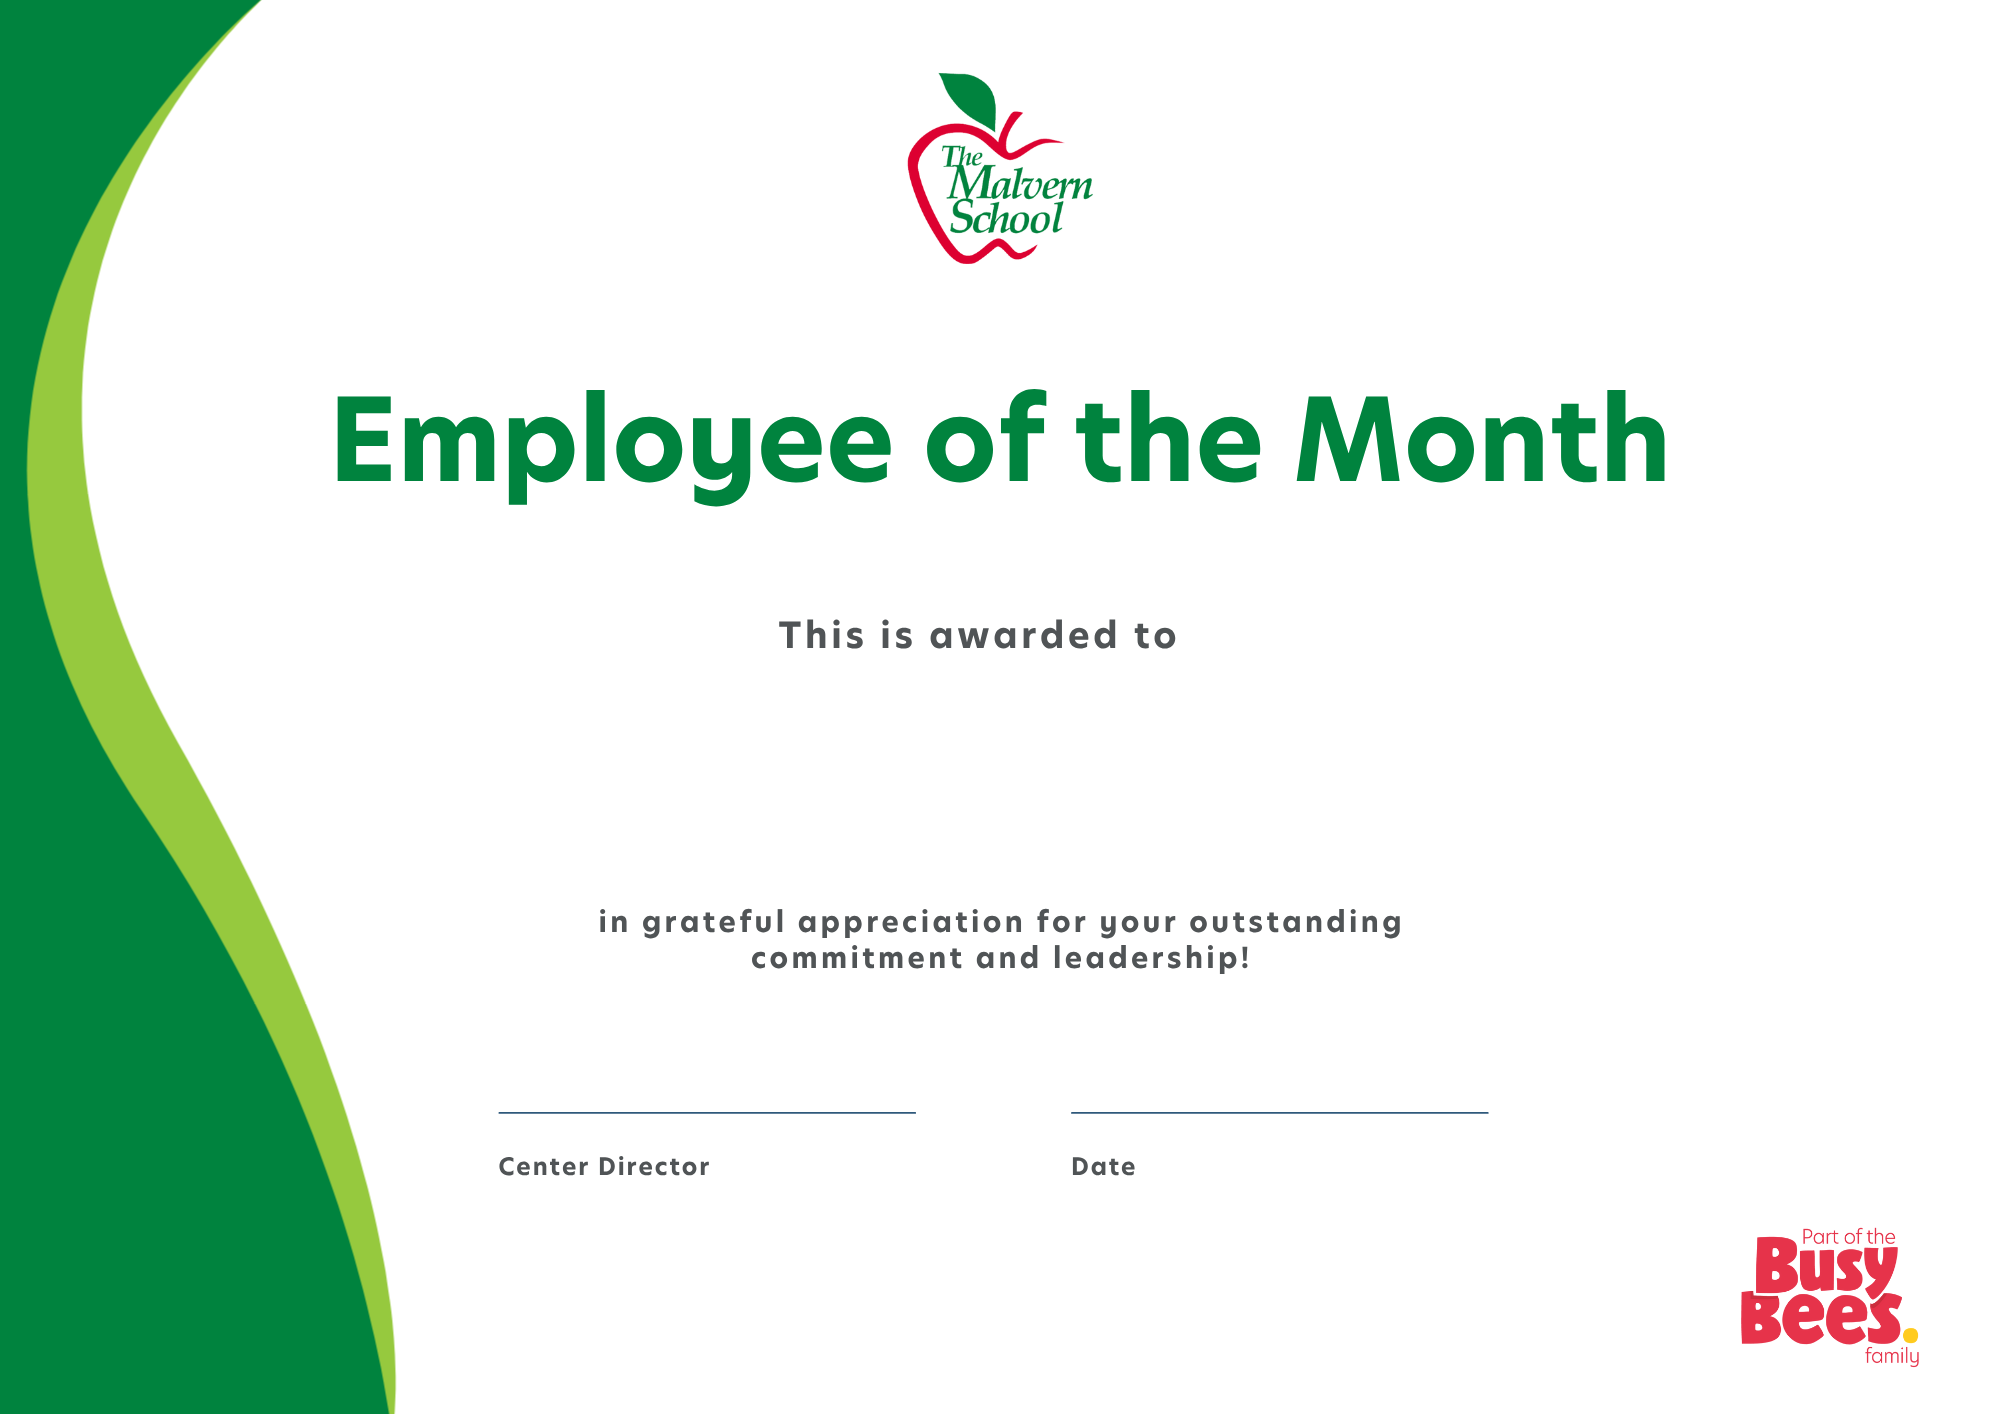 The
Malvern
School
Employee of the Month
This is awarded to
in grateful appreciation for your outstanding
commitment and leadership!
Center Director
Date
Part of the
Busy
Bees.
family